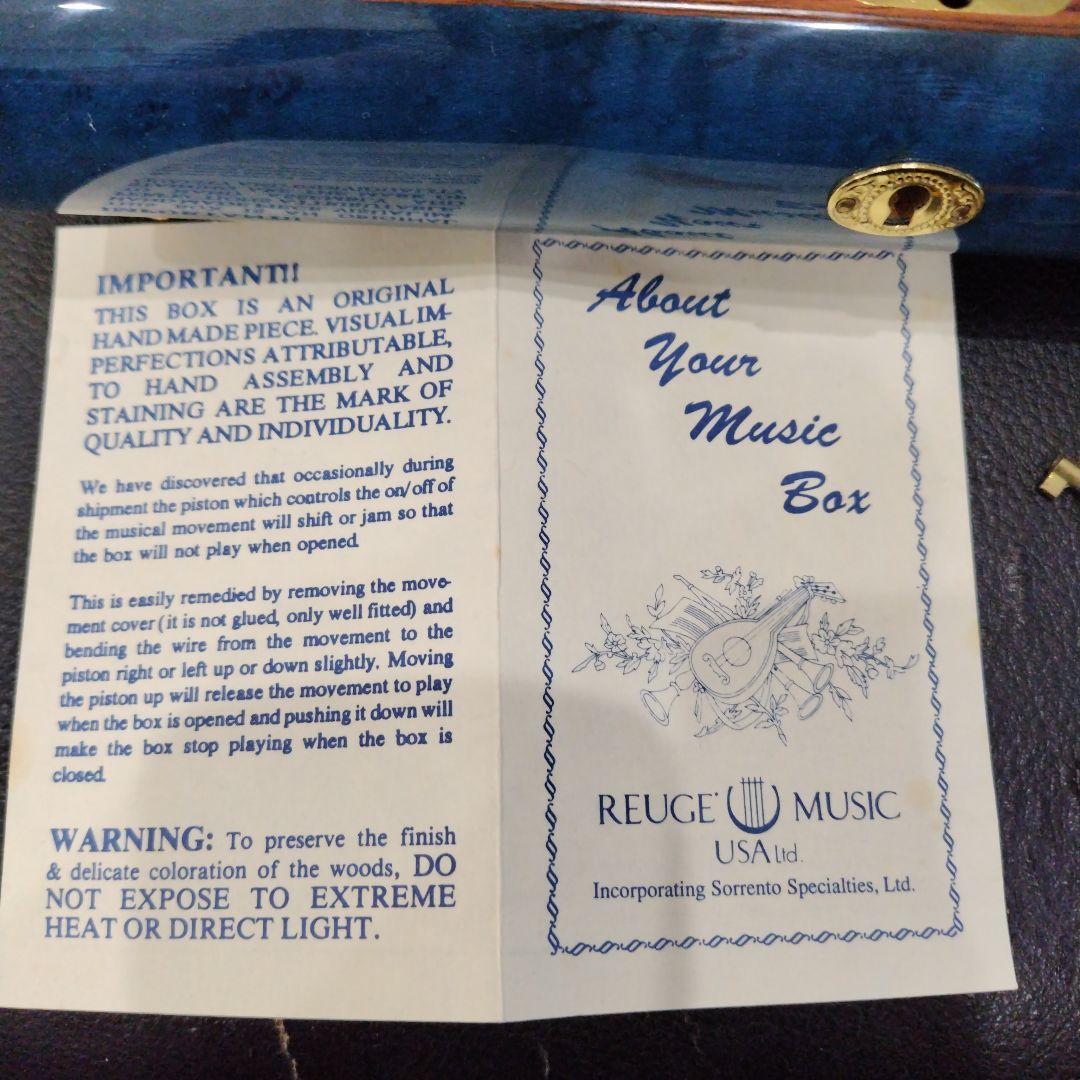 IMPORTANT!!
THIS BOX IS AN ORIGINAL
HAND MADE PIECE. VISUAL IM-
PERFECTIONS ATTRIBUTABLE,
TO HAND ASSEMBLY AND
STAINING ARE THE MARK OF
QUALITY AND INDIVIDUALITY.
We have discovered that occasionally during
shipment the piston which controls the on/off of
the musical movement will shift or jam so that
the box will not play when opened.
This is easily remedied by removing the move-
ment cover (it is not glued, only well fitted) and
bending the wire from the movement to the
piston right or left up or down slightly. Moving
the piston up will release the movement to play
when the box is opened and pushing it down will
make the box stop playing when the box is
closed.
WARNING: To preserve the finish
& delicate coloration of the woods, DO
NOT EXPOSE TO EXTREME
HEAT OR DIRECT LIGHT.
About
Your
Music
Box
REUGE MUSIC
USA Ltd.
Incorporating Sorrento Specialties, Ltd.